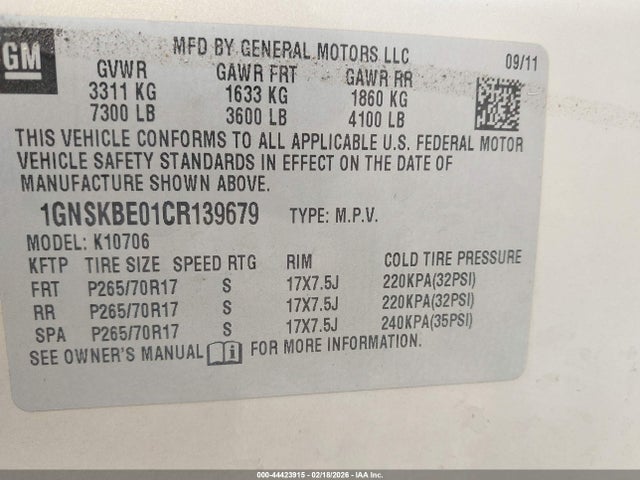 GM
MFD BY GENERAL MOTORS LLC
09/11
GVWR GAWR FRT GAWR RR
3311 KG 1633 KG 1860 KG
7300 LB 3600 LB 4100 LB
THIS VEHICLE CONFORMS TO ALL APPLICABLE U.S. FEDERAL MOTOR
VEHICLE SAFETY STANDARDS IN EFFECT ON THE DATE OF
MANUFACTURE SHOWN ABOVE.
1GNSKBE01CR139679 TYPE: M.P.V.
MODEL: K10706
KFTP TIRE SIZE SPEED RTG RIM COLD TIRE PRESSURE
FRT P265/70R17 S 17X7.5J 220KPA(32PSI)
RR P265/70R17 S 17X7.5J 220KPA(32PSI)
SPA P265/70R17 S 17X7.5J 240KPA(35PSI)
SEE OWNER'S MANUAL FOR MORE INFORMATION.
000-44423915 - 02/18/2026 - Copyright IAA, Inc.